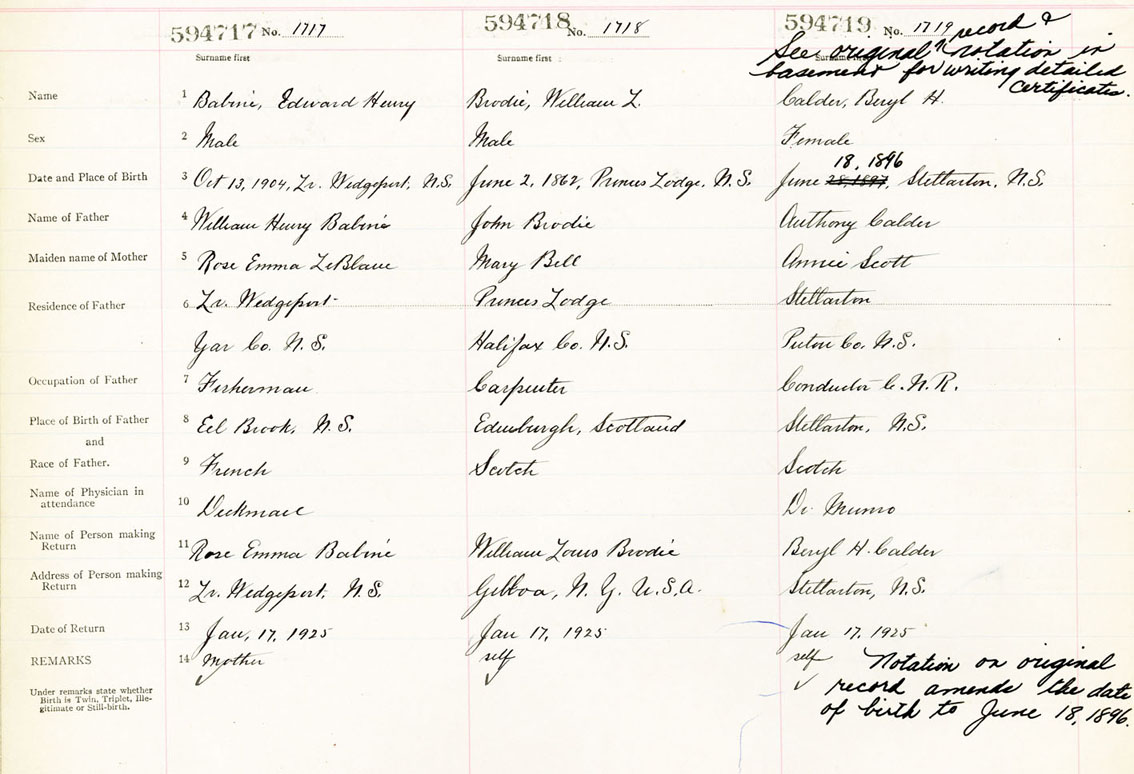 594717 No. 1717 594718 No. 1718 594719 No. 1719
See original record &
notation in
basement for writing detailed
certificates.
Surname first Surname first Surname first
Name 1 Babine, Edward Henry Brodie, William L. Calder, Beryl H.
Sex 2 Male Male Female
18, 1896
Date and Place of Birth 3 Oct 13, 1904, Lr. Wedgeport, N.S. June 2, 1862, Princes Lodge, N.S. June 28, 1897, Stellarton, N.S.
Name of Father 4 William Henry Babine John Brodie Anthony Calder
Maiden name of Mother 5 Rose Emma LeBlanc Mary Bell Annie Scott
Residence of Father 6 Lr. Wedgeport Princes Lodge Stellarton
Yar Co. N.S. Halifax Co. N.S. Pictou Co. N.S.
Occupation of Father 7 Fisherman Carpenter Conductor C.N.R.
Place of Birth of Father 8 Eel Brook, N.S. Edenburgh, Scotland Stellarton, N.S.
and
Race of Father. 9 French Scotch Scotch
Name of Physician in
attendance 10 Dr. Munro
Name of Person making
Return 11 Rose Emma Babine William Louis Brodie Beryl H. Calder
Address of Person making
Return 12 Lr. Wedgeport, N.S. Gilboa, N.Y. U.S.A. Stellarton, N.S.
Date of Return 13 Jan, 17, 1925 Jan 17, 1925 Jan 17, 1925
REMARKS 14 Mother self self
Under remarks state whether
Birth is Twin, Triplet, Ille-
gitimate or Still-birth.
Notation on original
record amends the date
of birth to June 18, 1896.